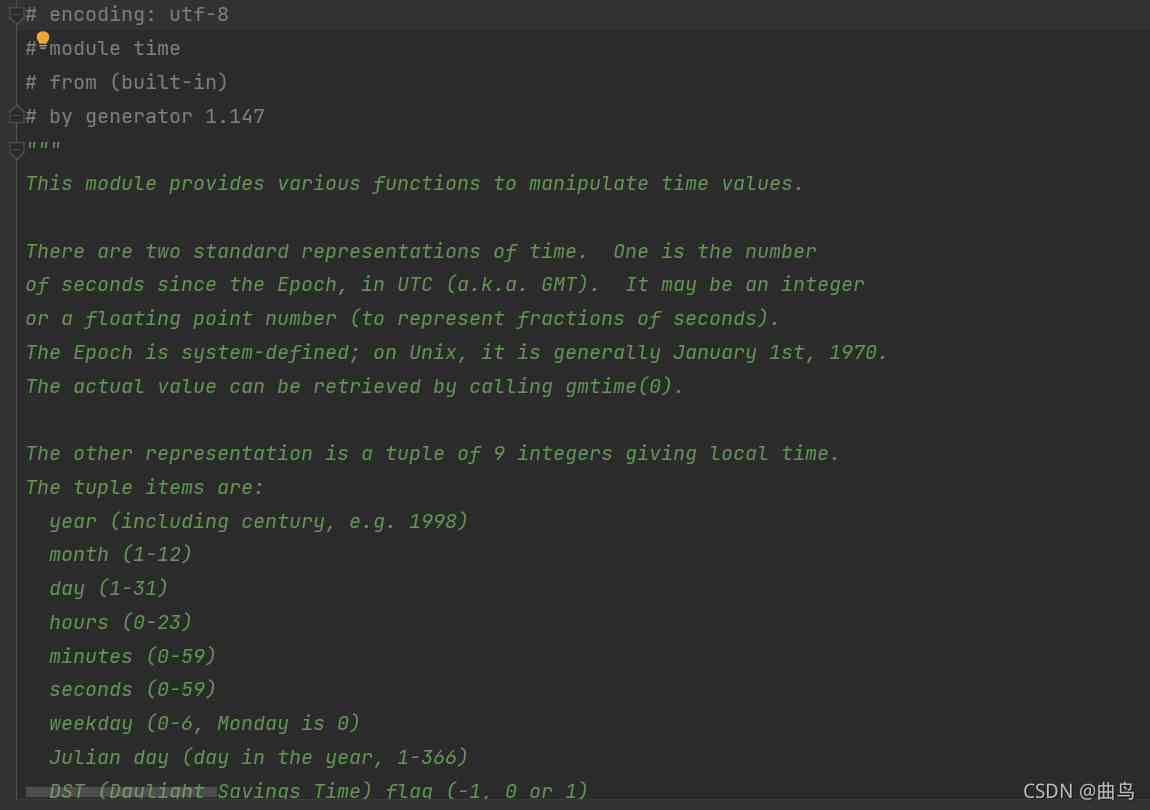 # encoding: utf-8
# module time
# from (built-in)
# by generator 1.147
"""
This module provides various functions to manipulate time values.

There are two standard representations of time.  One is the number
of seconds since the Epoch, in UTC (a.k.a. GMT).  It may be an integer
or a floating point number (to represent fractions of seconds).
The Epoch is system-defined; on Unix, it is generally January 1st, 1970.
The actual value can be retrieved by calling gmtime(0).

The other representation is a tuple of 9 integers giving local time.
The tuple items are:
  year (including century, e.g. 1998)
  month (1-12)
  day (1-31)
  hours (0-23)
  minutes (0-59)
  seconds (0-59)
  weekday (0-6, Monday is 0)
  Julian day (day in the year, 1-366)
  DST (Daylight Savings Time) flag (-1, 0 or 1)
CSDN @曲鸟